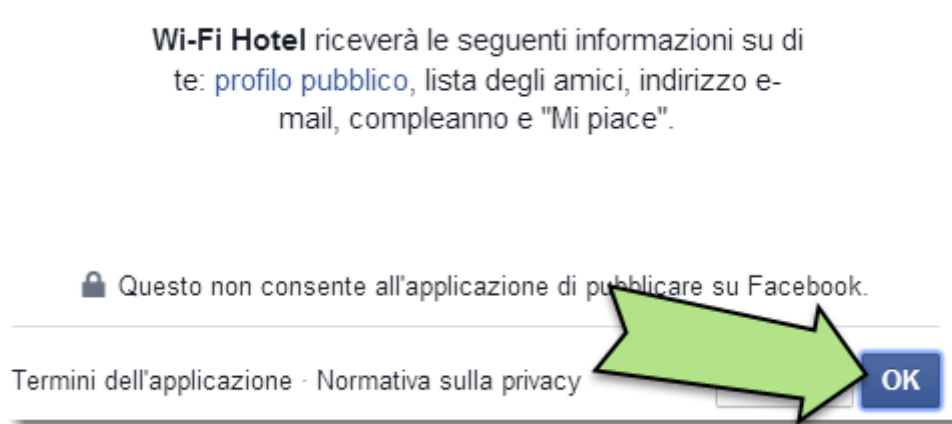 Wi-Fi Hotel riceverà le seguenti informazioni su di
te: profilo pubblico, lista degli amici, indirizzo e-
mail, compleanno e "Mi piace".
Questo non consente all'applicazione di pubblicare su Facebook.
Termini dell'applicazione · Normativa sulla privacy
OK